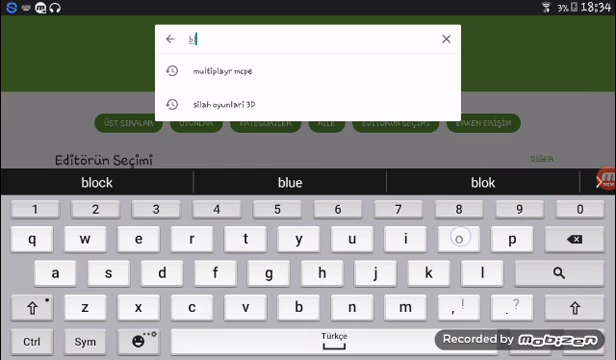 3% 18:34
bl
multiplayr mcpe
silah oyunlari 3D
ÜST SIRALAR OYUNLAR KATEGORİLER AİLE EDİTÖRÜN SEÇİMİ ERKEN ERİŞİM
Editörün Seçimi DİĞER
block blue blok
1 2 3 4 5 6 7 8 9 0
q w e r t y u i o p
a s d f g h j k l
z x c v b n m , ! . ?
Ctrl Sym Türkçe
Recorded by mobizen